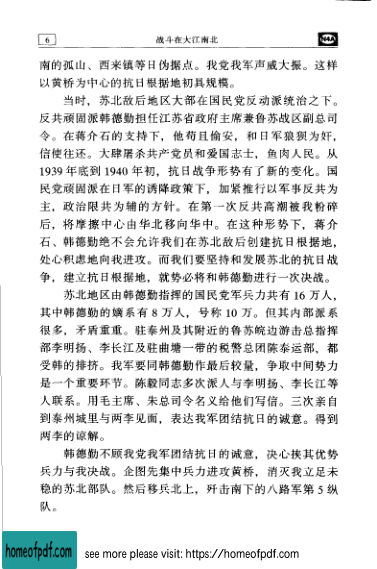 6 战斗在大江南北 N4A
南的孤山、西来镇等日伪据点。我党我军声威大振。这样
以黄桥为中心的抗日根据地初具规模。
当时，苏北敌后地区大部在国民党反动派统治之下。
反共顽固派韩德勤担任江苏省政府主席兼鲁苏战区副总司
令。在蒋介石的支持下，他苟且偷安，和日军狼狈为奸，
信使往还。大肆屠杀共产党员和爱国志士，鱼肉人民。从
1939 年底到 1940 年初，抗日战争形势有了新的变化。国
民党顽固派在日军的诱降政策下，加紧推行以军事反共为
主，政治限共为辅的方针。在第一次反共高潮被我粉碎
后，将摩擦中心由华北移向华中。在这种形势下，蒋介
石、韩德勤绝不会允许我们在苏北敌后创建抗日根据地，
处心积虑地向我进攻。而我们要坚持和发展苏北的抗日战
争，建立抗日根据地，就势必将和韩德勤进行一次决战。
苏北地区由韩德勤指挥的国民党军兵力共有 16 万人，
其中韩德勤的嫡系有 8 万人，号称 10 万。但其内部派系
很多，矛盾重重。驻泰州及其附近的鲁苏皖边游击总指挥
部李明扬、李长江及驻曲塘一带的税警总团陈泰运部，都
受韩的排挤。我军要同韩德勤作最后较量，争取中间势力
是一个重要环节。陈毅同志多次派人与李明扬、李长江等
人联系。用毛主席、朱总司令名义给他们写信。三次亲自
到泰州城里与两李见面，表达我军团结抗日的诚意。得到
两李的谅解。
韩德勤不顾我党我军团结抗日的诚意，决心挟其优势
兵力与我决战。企图先集中兵力进攻黄桥，消灭我立足未
稳的苏北部队。然后移兵北上，歼击南下的八路军第 5 纵
队。
homeofpdf.com see more please visit: https://homeofpdf.com